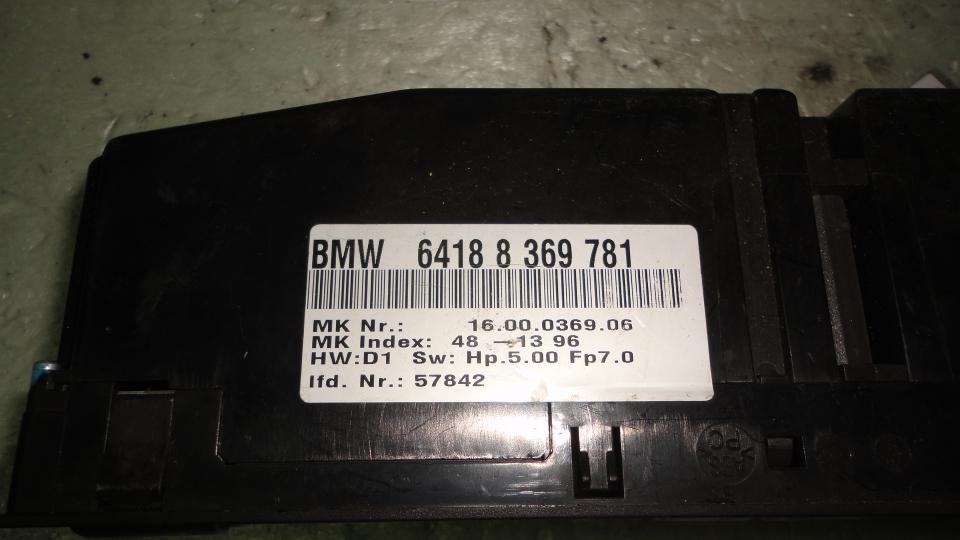 BMW 6418 8 369 781
MK Nr.: 16.00.0369.06
MK Index: 48 -13 96
HW:D1 Sw: Hp.5.00 Fp7.0
lfd. Nr.: 57842